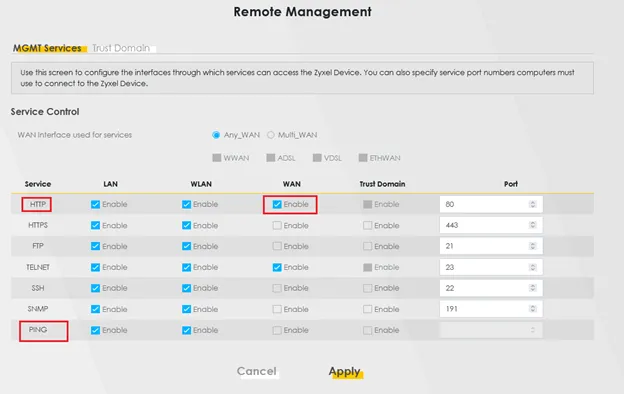 Remote Management
MGMT Services Trust Domain
Use this screen to configure the interfaces through which services can access the Zyxel Device. You can also specify service port numbers computers must
use to connect to the Zyxel Device.
Service Control
WAN Interface used for services Any_WAN Multi_WAN
WWAN ADSL VDSL ETHWAN
Service LAN WLAN WAN Trust Domain Port
HTTP Enable Enable Enable Enable 80
HTTPS Enable Enable Enable Enable 443
FTP Enable Enable Enable Enable 21
TELNET Enable Enable Enable Enable 23
SSH Enable Enable Enable Enable 22
SNMP Enable Enable Enable Enable 191
PING Enable Enable Enable Enable
Cancel Apply